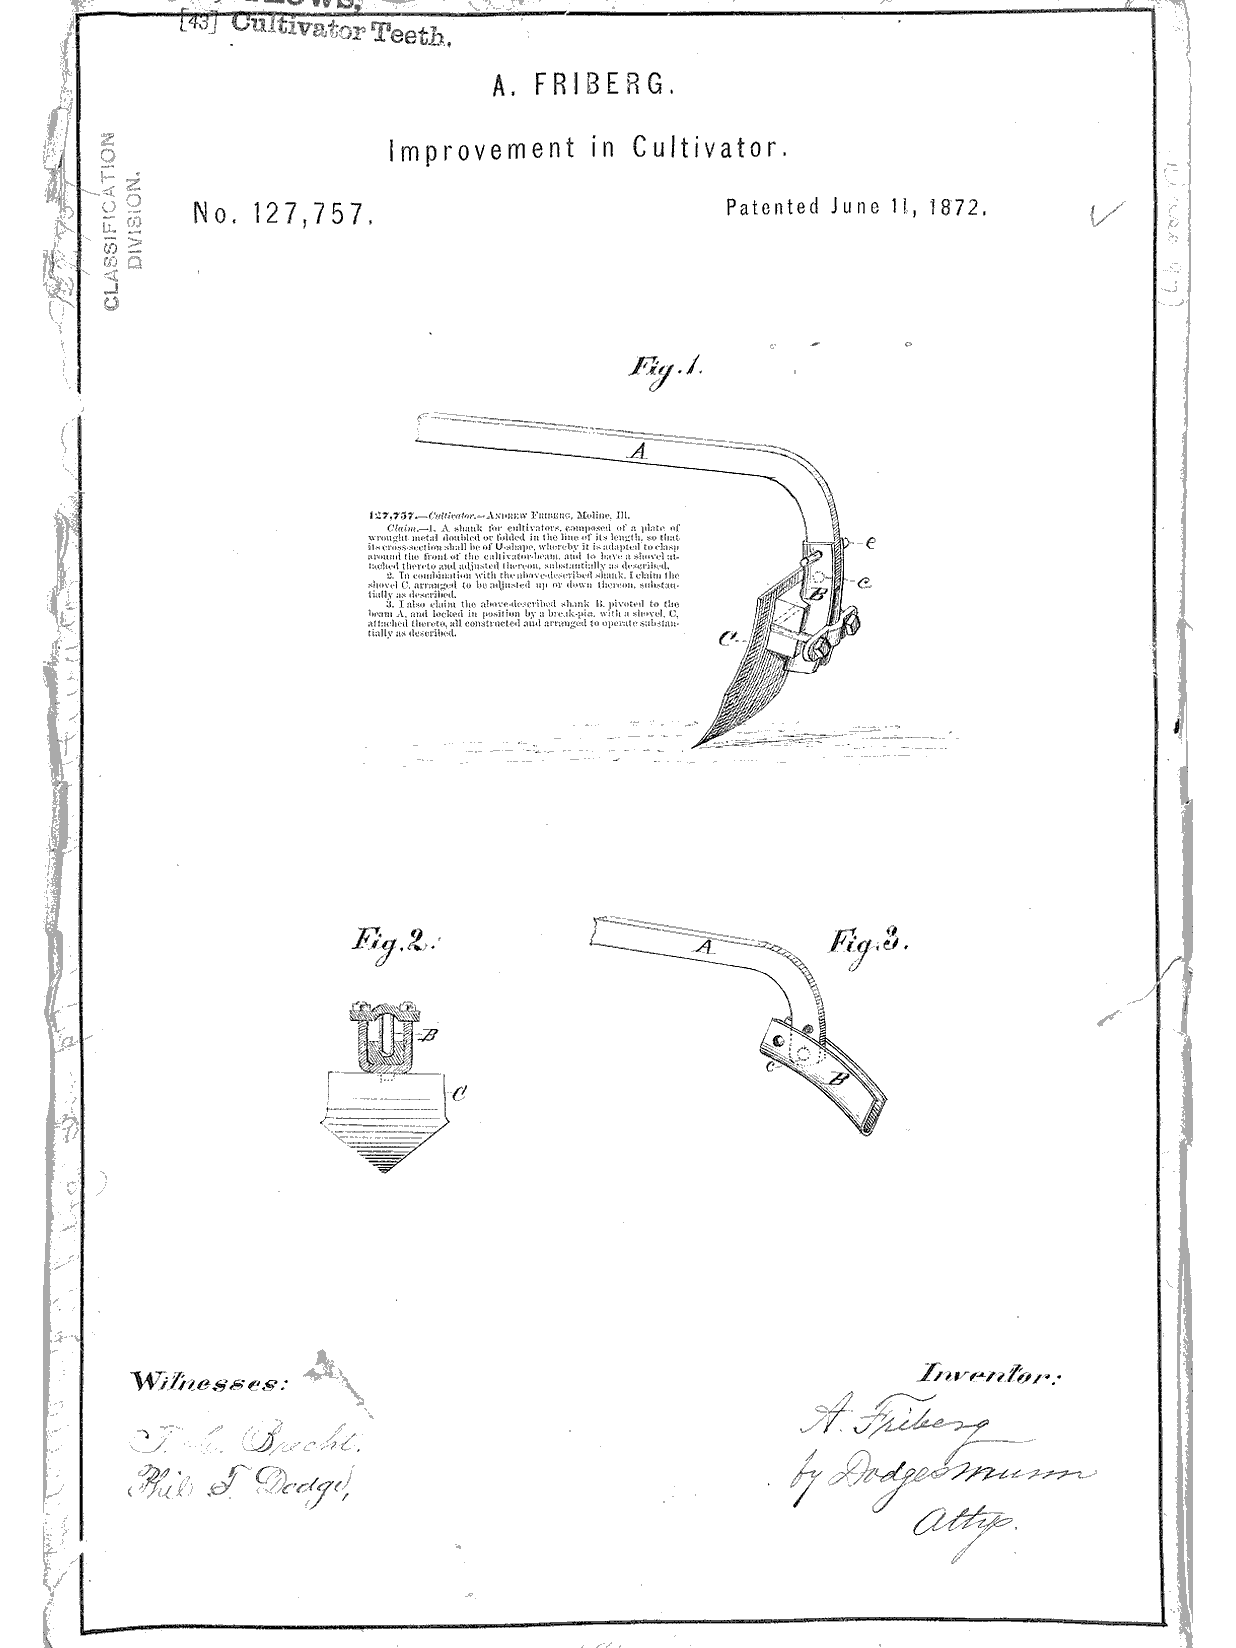 [43] Cultivator Teeth.
A. FRIBERG.
Improvement in Cultivator.
CLASSIFICATION
DIVISION.
No. 127,757.
Patented June 11, 1872.
Fig.1.
A
127,757.—Cultivator.—ANDREW FRIBERG, Moline, Ill.
Claim.—1. A shank for cultivators, composed of a plate of
wrought metal doubled or folded in the line of its length, so that
its cross-section shall be of U-shape, whereby it is adapted to clasp
around the front of the cultivator-beam, and to have a shovel at-
tached thereto and adjusted thereon, substantially as described.
2. In combination with the above-described shank, I claim the
shovel C, arranged to be adjusted up or down thereon, substan-
tially as described.
3. I also claim the above-described shank B, pivoted to the
beam A, and locked in position by a break-pin, with a shovel, C,
attached thereto, all constructed and arranged to operate substan-
tially as described.
e
c
B
C
Fig.2.
B
C
Fig.3.
A
c
B
Witnesses:
Phil T. Dodge,
Inventor:
A. Friberg
by Dodge & Munn
Attys.